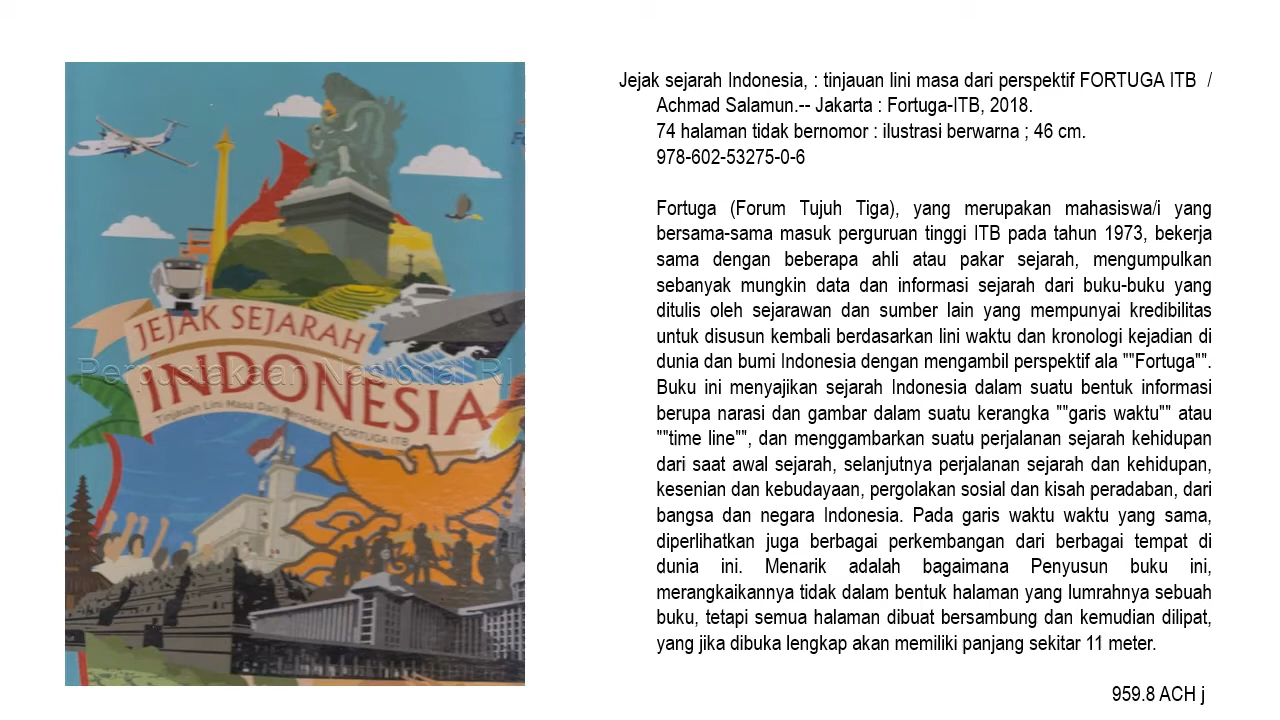 JEJAK SEJARAH
INDONESIA
Tinjauan Lini Masa Dari Perspektif FORTUGA ITB
Perpustakaan Nasional RI
Jejak sejarah Indonesia, : tinjauan lini masa dari perspektif FORTUGA ITB /
Achmad Salamun.-- Jakarta : Fortuga-ITB, 2018.
74 halaman tidak bernomor : ilustrasi berwarna ; 46 cm.
978-602-53275-0-6
Fortuga (Forum Tujuh Tiga), yang merupakan mahasiswa/i yang
bersama-sama masuk perguruan tinggi ITB pada tahun 1973, bekerja
sama dengan beberapa ahli atau pakar sejarah, mengumpulkan
sebanyak mungkin data dan informasi sejarah dari buku-buku yang
ditulis oleh sejarawan dan sumber lain yang mempunyai kredibilitas
untuk disusun kembali berdasarkan lini waktu dan kronologi kejadian di
dunia dan bumi Indonesia dengan mengambil perspektif ala ""Fortuga"".
Buku ini menyajikan sejarah Indonesia dalam suatu bentuk informasi
berupa narasi dan gambar dalam suatu kerangka ""garis waktu"" atau
""time line"", dan menggambarkan suatu perjalanan sejarah kehidupan
dari saat awal sejarah, selanjutnya perjalanan sejarah dan kehidupan,
kesenian dan kebudayaan, pergolakan sosial dan kisah peradaban, dari
bangsa dan negara Indonesia. Pada garis waktu waktu yang sama,
diperlihatkan juga berbagai perkembangan dari berbagai tempat di
dunia ini. Menarik adalah bagaimana Penyusun buku ini,
merangkaikannya tidak dalam bentuk halaman yang lumrahnya sebuah
buku, tetapi semua halaman dibuat bersambung dan kemudian dilipat,
yang jika dibuka lengkap akan memiliki panjang sekitar 11 meter.
959.8 ACH j